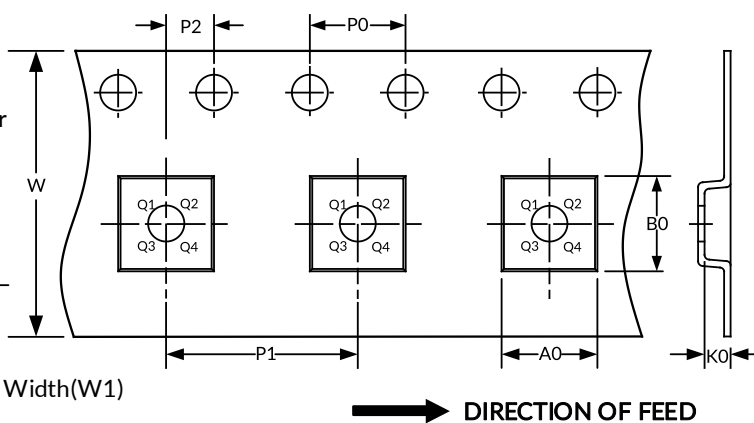 P2
P0
r
W
Q1 Q2
Q3 Q4
Q1 Q2
Q3 Q4
Q1 Q2
Q3 Q4
B0
P1
A0
K0
Width(W1)
DIRECTION OF FEED